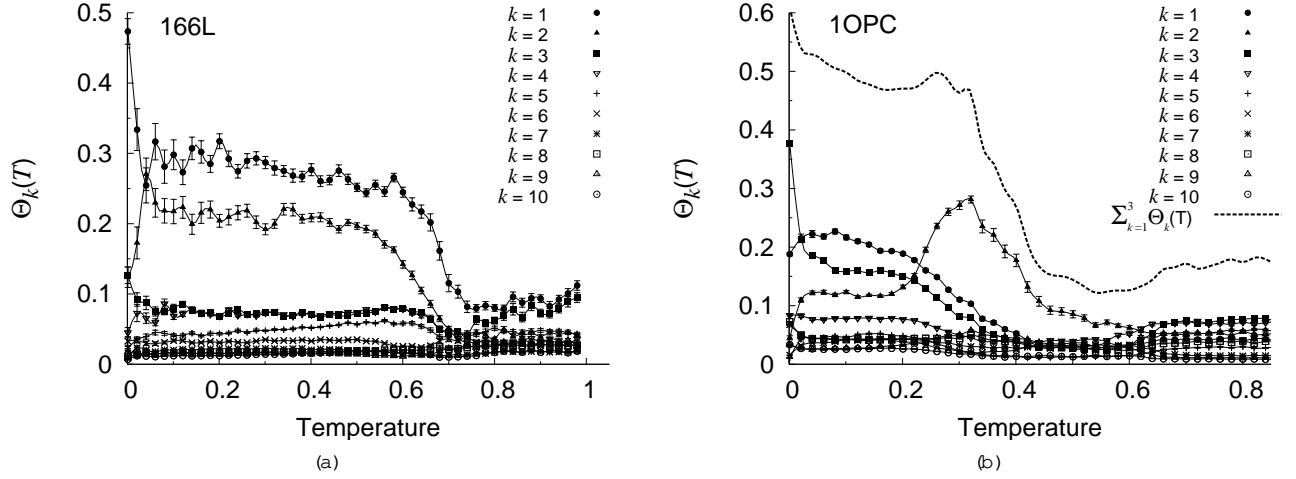 166L
k = 1
k = 2
k = 3
k = 4
k = 5
k = 6
k = 7
k = 8
k = 9
k = 10
0.5
0.4
0.3
0.2
0.1
0
Θk(T)
0
0.2
0.4
0.6
0.8
1
Temperature
(a)
1OPC
k = 1
k = 2
k = 3
k = 4
k = 5
k = 6
k = 7
k = 8
k = 9
k = 10
Σ³k=1Θk(T)
0.6
0.5
0.4
0.3
0.2
0.1
0
Θk(T)
0
0.2
0.4
0.6
0.8
Temperature
(b)